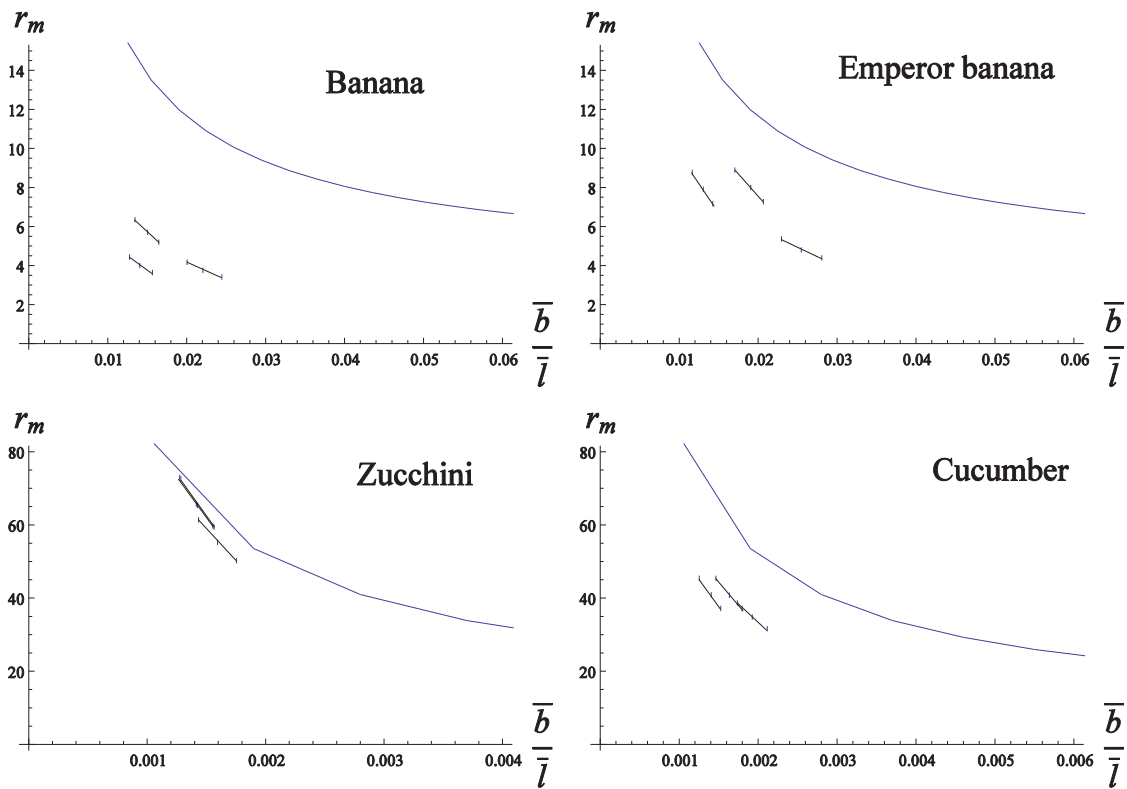 r_m
Banana
14
12
10
8
6
4
2
0.01 0.02 0.03 0.04 0.05 0.06
b̅
l̅
r_m
Emperor banana
14
12
10
8
6
4
2
0.01 0.02 0.03 0.04 0.05 0.06
b̅
l̅
r_m
Zucchini
80
60
40
20
0.001 0.002 0.003 0.004
b̅
l̅
r_m
Cucumber
80
60
40
20
0.001 0.002 0.003 0.004 0.005 0.006
b̅
l̅